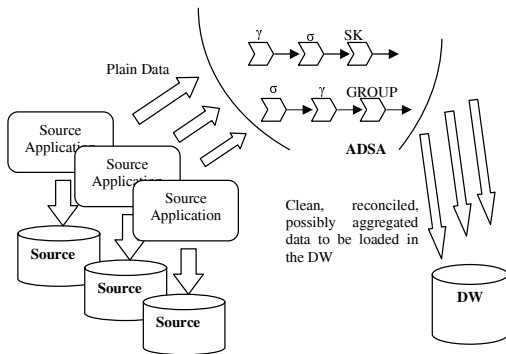 γ σ SK
Plain Data
σ γ GROUP
ADSA
Source
Application
Source
Application
Source
Application
Clean, reconciled,
possibly aggregated
data to be loaded in
the DW
Source
Source
Source
DW